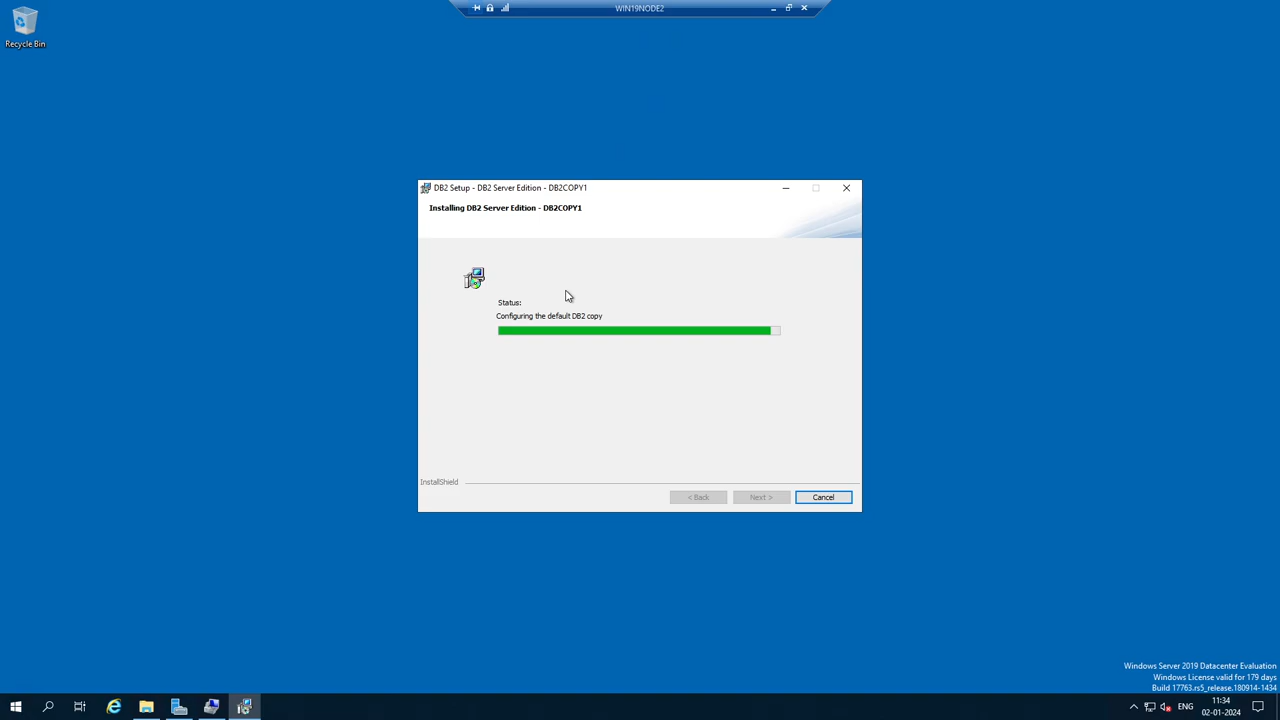 WIN19NODE2
Recycle Bin
DB2 Setup - DB2 Server Edition - DB2COPY1
Installing DB2 Server Edition - DB2COPY1
Status:
Configuring the default DB2 copy
InstallShield
< Back
Next >
Cancel
Windows Server 2019 Datacenter Evaluation
Windows License valid for 179 days
Build 17763.rs5_release.180914-1434
ENG
11:34
02-01-2024